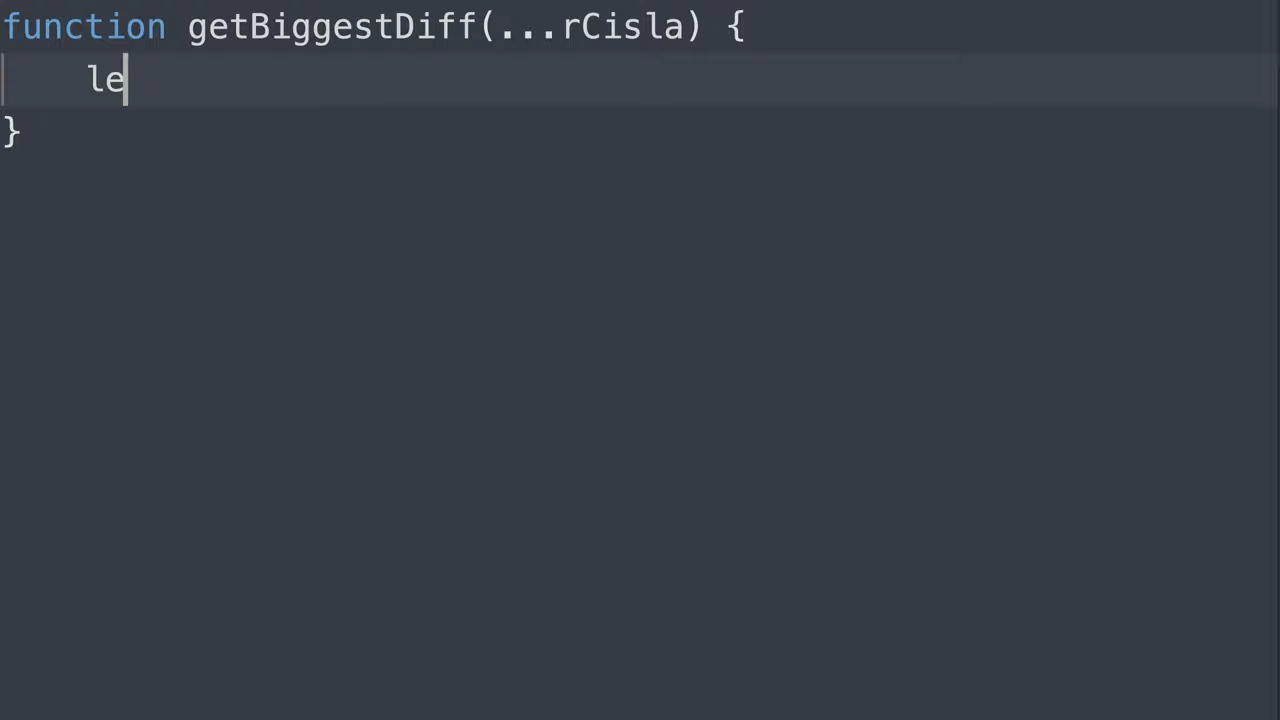 function getBiggestDiff(...rCisla) {
    le
}